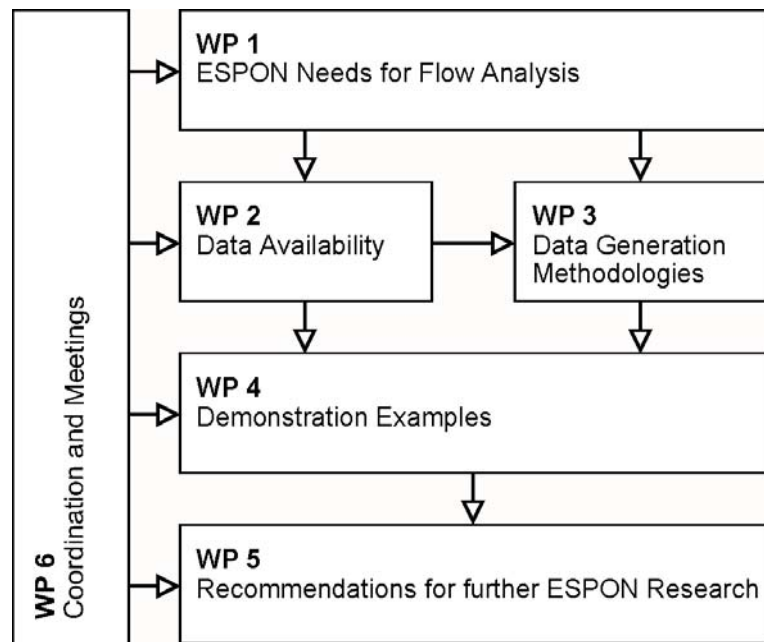 WP 1
ESPON Needs for Flow Analysis
WP 2
Data Availability
WP 3
Data Generation
Methodologies
WP 4
Demonstration Examples
WP 5
Recommendations for further ESPON Research
WP 6
Coordination and Meetings